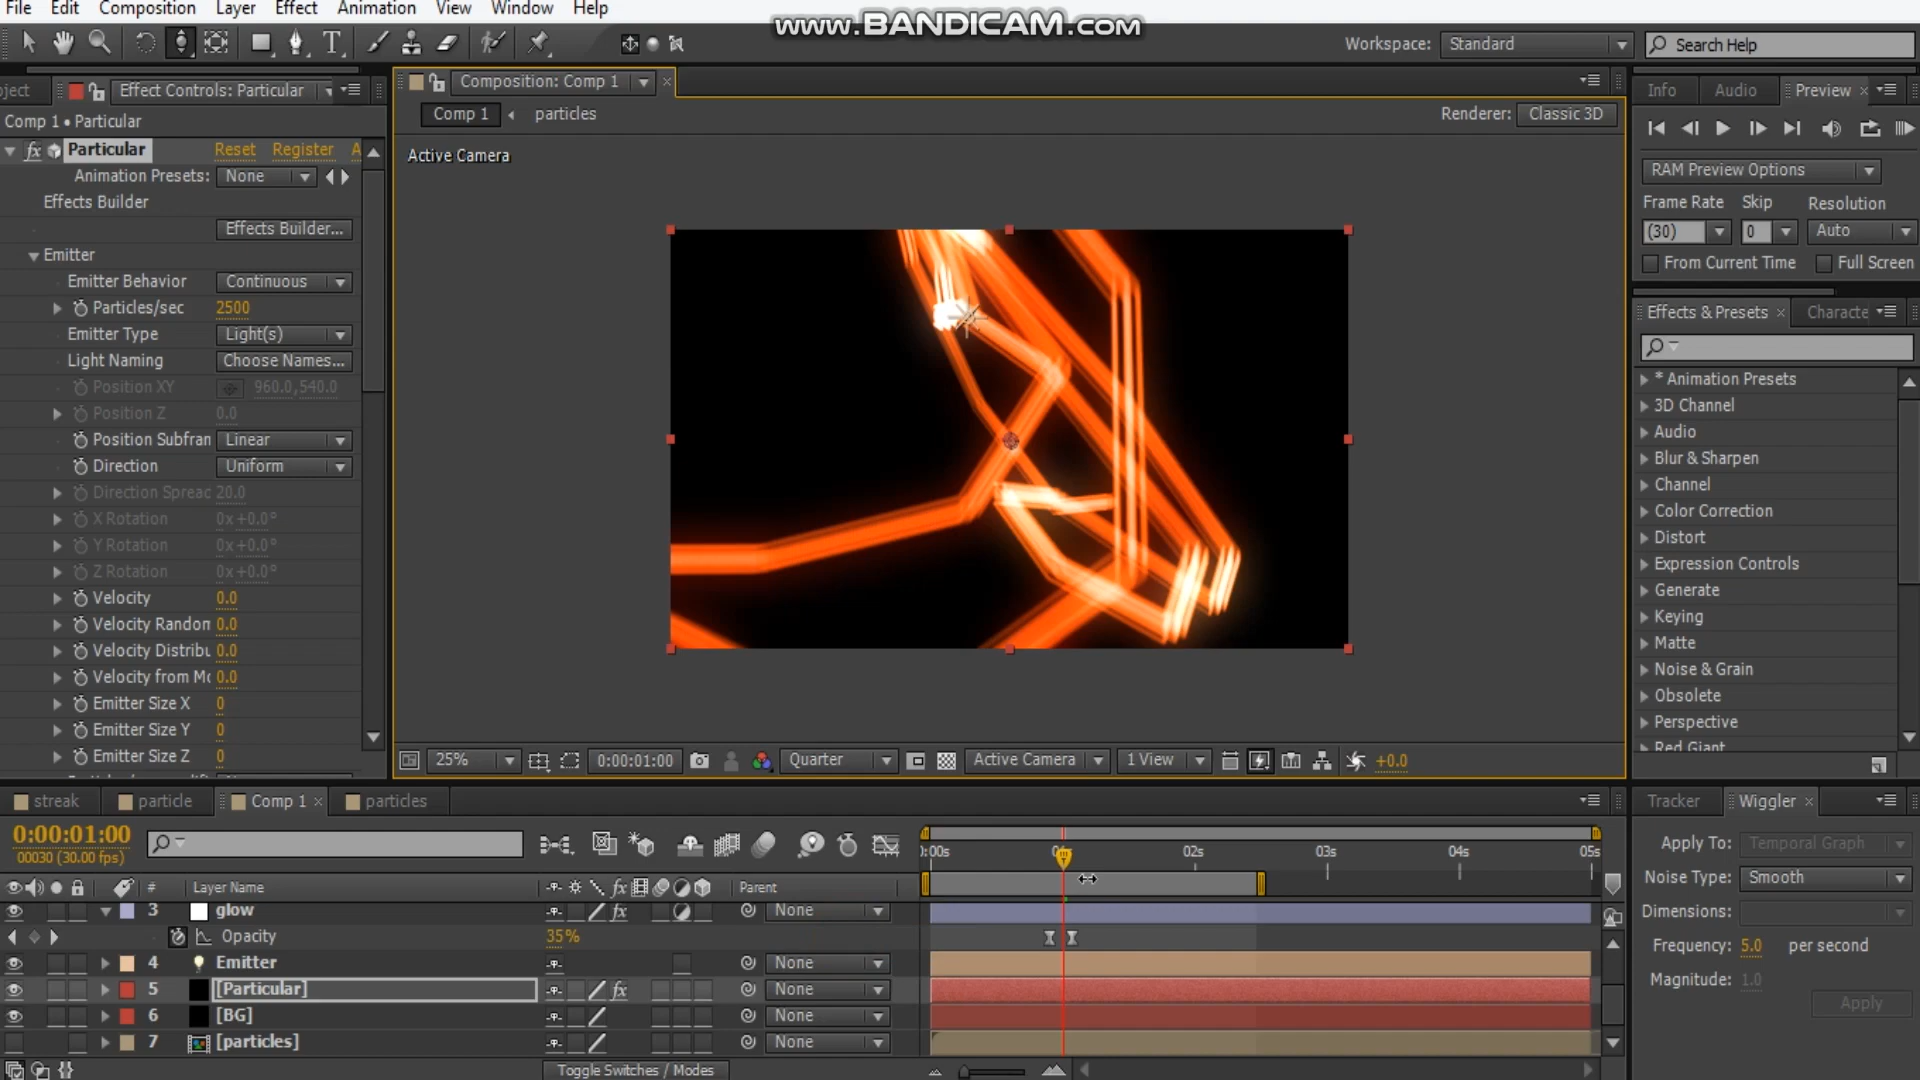 File Edit Composition Layer Effect Animation View Window Help
www.BANDICAM.com
Workspace: Standard
Search Help
Effect Controls: Particular
Composition: Comp 1
Info Audio Preview
Comp 1 • Particular
Comp 1 particles
Renderer: Classic 3D
fx Particular Reset Register A
Active Camera
Animation Presets: None
RAM Preview Options
Effects Builder
Frame Rate Skip Resolution
Effects Builder...
(30) 0 Auto
Emitter
From Current Time Full Screen
Emitter Behavior Continuous
Particles/sec 2500
Effects & Presets Characte
Emitter Type Light(s)
Light Naming Choose Names...
Position XY 960.0,540.0
* Animation Presets
Position Z 0.0
3D Channel
Position Subfran Linear
Audio
Direction Uniform
Blur & Sharpen
Direction Spreac 20.0
Channel
X Rotation 0x+0.0°
Color Correction
Y Rotation 0x+0.0°
Distort
Z Rotation 0x+0.0°
Expression Controls
Velocity 0.0
Generate
Velocity Randon 0.0
Keying
Velocity Distribu 0.0
Matte
Velocity from Mc 0.0
Noise & Grain
Emitter Size X 0
Obsolete
Emitter Size Y 0
Perspective
Emitter Size Z 0
Red Giant
25% 0:00:01:00 Quarter Active Camera 1 View +0.0
streak particle Comp 1 particles
Tracker Wiggler
0:00:01:00
00030 (30.00 fps)
):00s 02s 03s 04s 05s
Apply To: Temporal Graph
Noise Type: Smooth
# Layer Name fx Parent
Dimensions:
3 glow fx None
Opacity 35%
Frequency: 5.0 per second
4 Emitter None
Magnitude: 1.0
5 [Particular] fx None
Apply
6 [BG] None
7 [particles] None
Toggle Switches / Modes